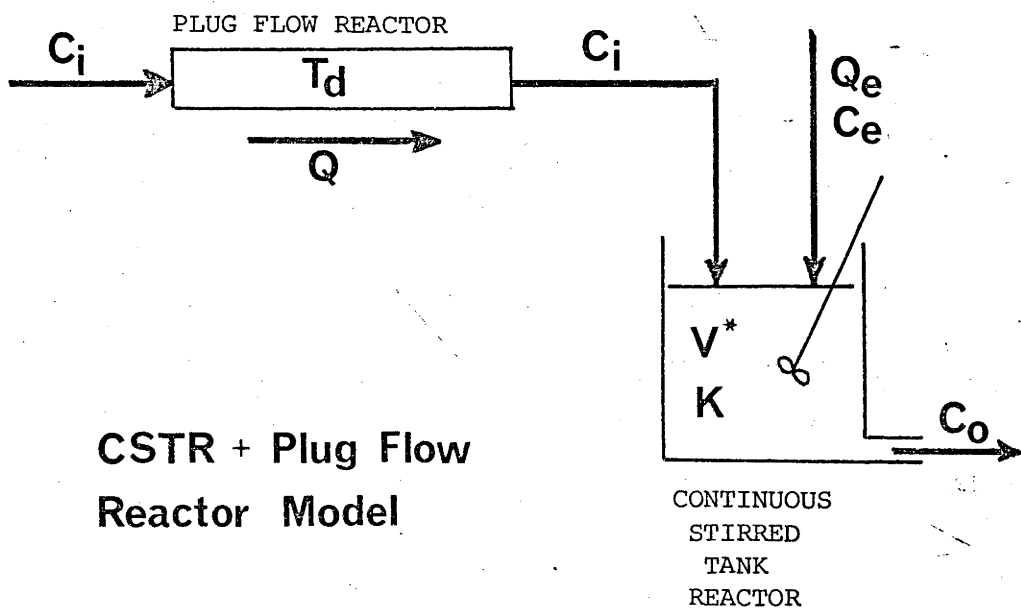 PLUG FLOW REACTOR
Ci
Td
Ci
Q
Qe
Ce
V*
K
Co
CSTR + Plug Flow
Reactor Model
CONTINUOUS
STIRRED
TANK
REACTOR